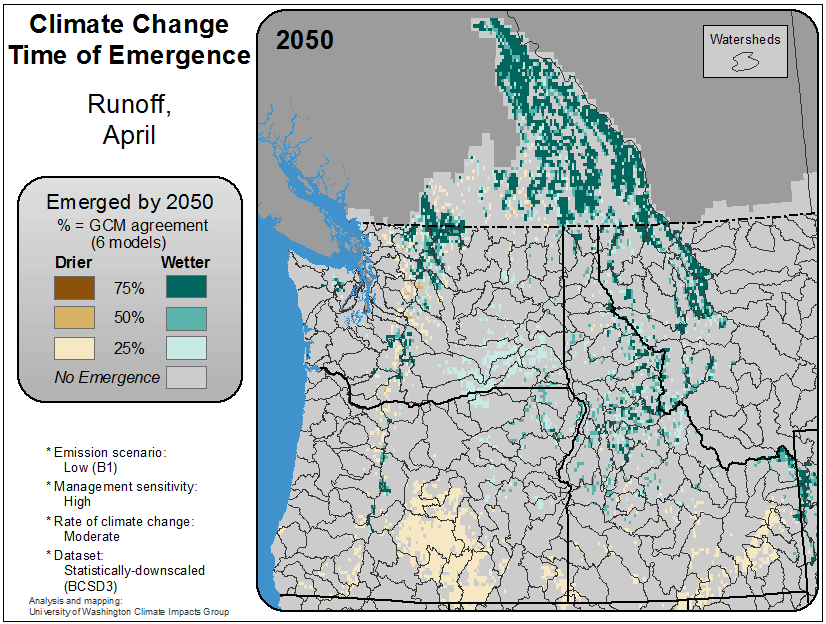 Climate Change
Time of Emergence
Runoff,
April
Emerged by 2050
% = GCM agreement
(6 models)
Drier Wetter
75%
50%
25%
No Emergence
* Emission scenario:
Low (B1)
* Management sensitivity:
High
* Rate of climate change:
Moderate
* Dataset:
Statistically-downscaled
(BCSD3)
Analysis and mapping:
University of Washington Climate Impacts Group
2050
Watersheds